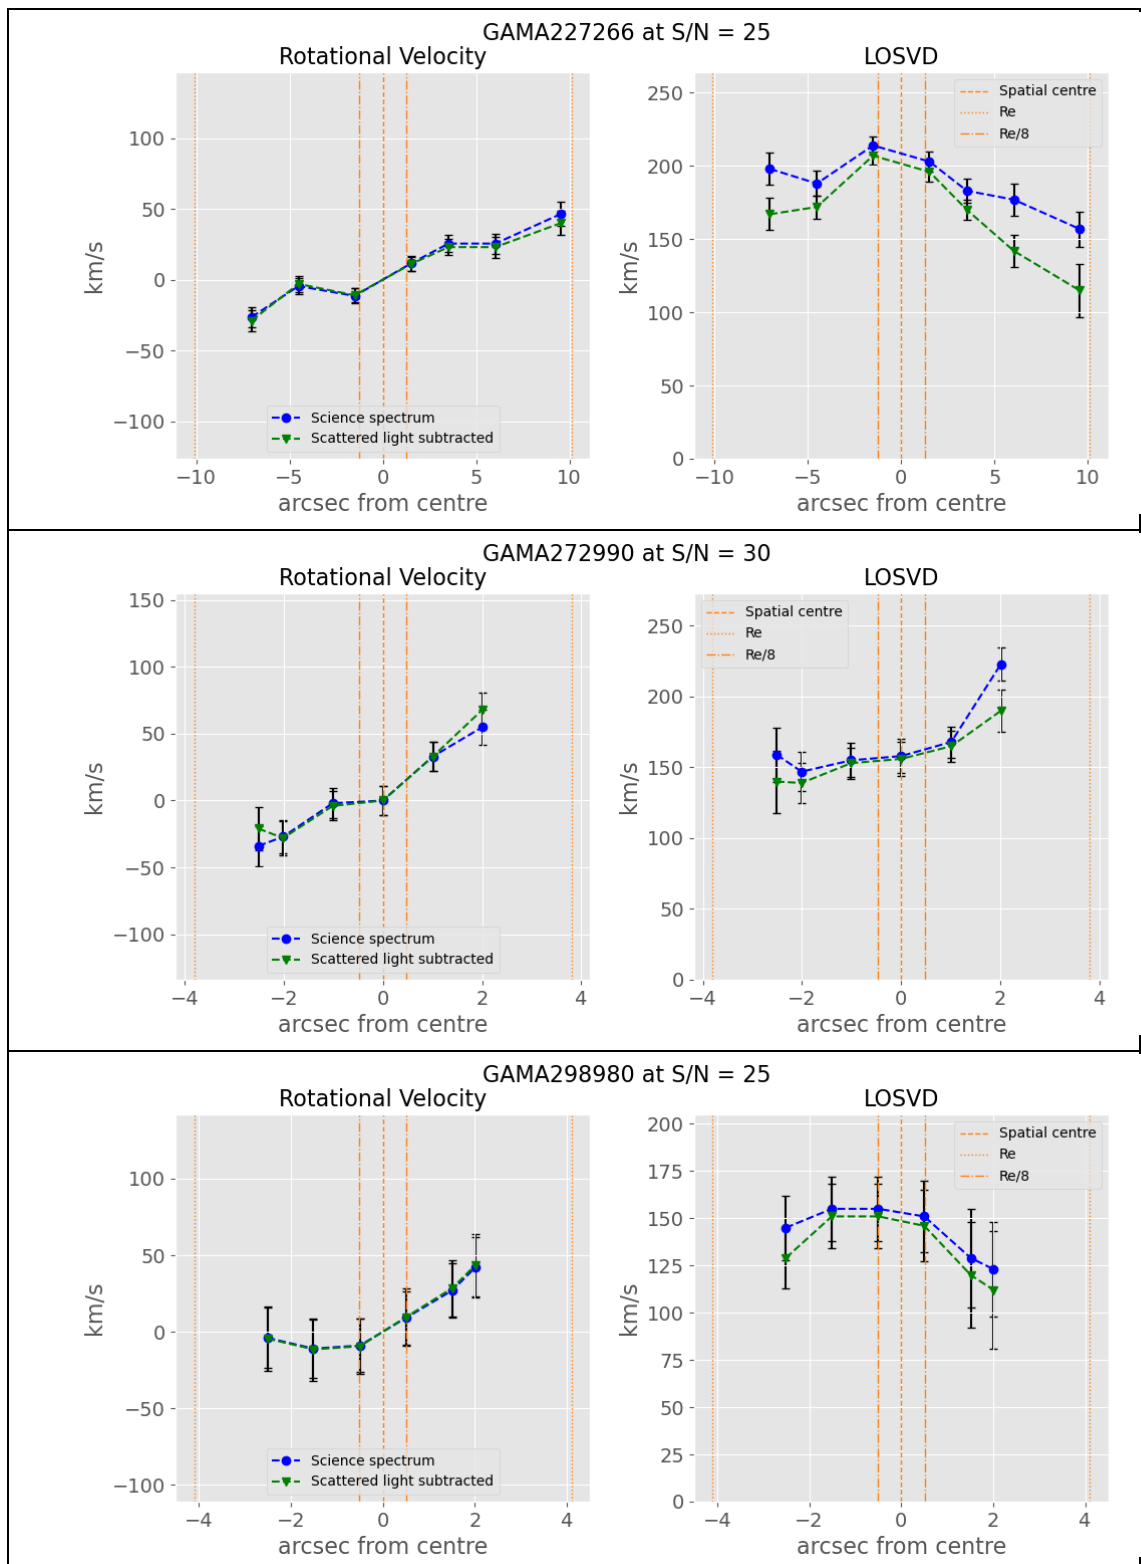 GAMA227266 at S/N = 25
Rotational Velocity
LOSVD
100
50
0
−50
−100
km/s
Science spectrum
Scattered light subtracted
−10 −5 0 5 10
arcsec from centre
250
200
150
100
50
0
km/s
Spatial centre
Re
Re/8
−10 −5 0 5 10
arcsec from centre
GAMA272990 at S/N = 30
Rotational Velocity
LOSVD
150
100
50
0
−50
−100
km/s
Science spectrum
Scattered light subtracted
−4 −2 0 2 4
arcsec from centre
250
200
150
100
50
0
km/s
Spatial centre
Re
Re/8
−4 −2 0 2 4
arcsec from centre
GAMA298980 at S/N = 25
Rotational Velocity
LOSVD
100
50
0
−50
−100
km/s
Science spectrum
Scattered light subtracted
−4 −2 0 2 4
arcsec from centre
200
175
150
125
100
75
50
25
0
km/s
Spatial centre
Re
Re/8
−4 −2 0 2 4
arcsec from centre